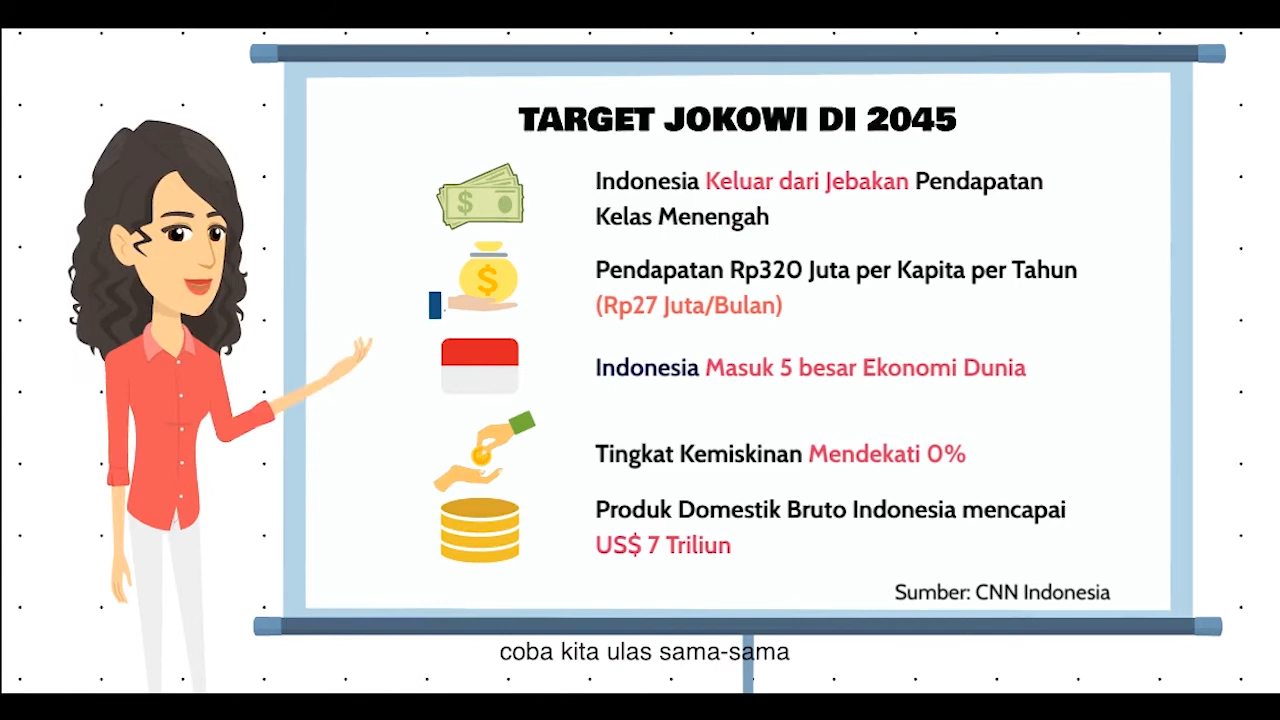 TARGET JOKOWI DI 2045
Indonesia Keluar dari Jebakan Pendapatan
Kelas Menengah
Pendapatan Rp320 Juta per Kapita per Tahun
(Rp27 Juta/Bulan)
Indonesia Masuk 5 besar Ekonomi Dunia
Tingkat Kemiskinan Mendekati 0%
Produk Domestik Bruto Indonesia mencapai
US$ 7 Triliun
Sumber: CNN Indonesia
coba kita ulas sama-sama